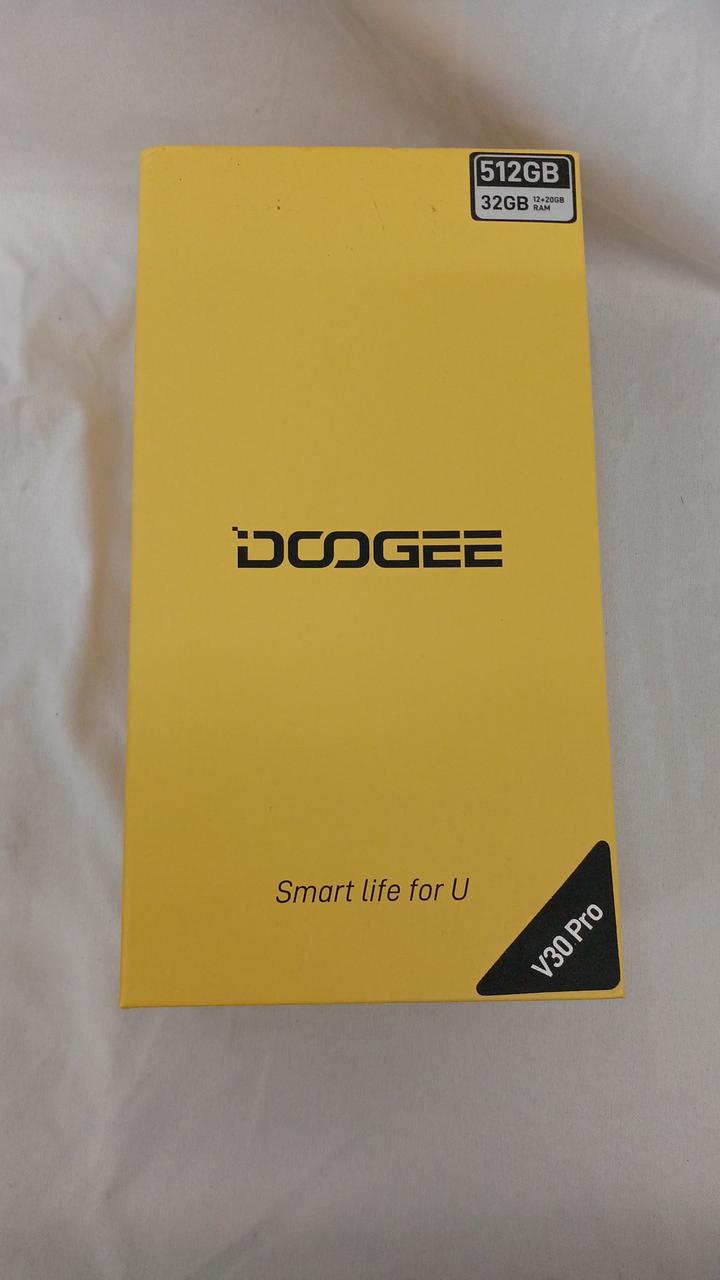 512GB
32GB 12+20GB RAM
DOOGEE
Smart life for U
V30 Pro